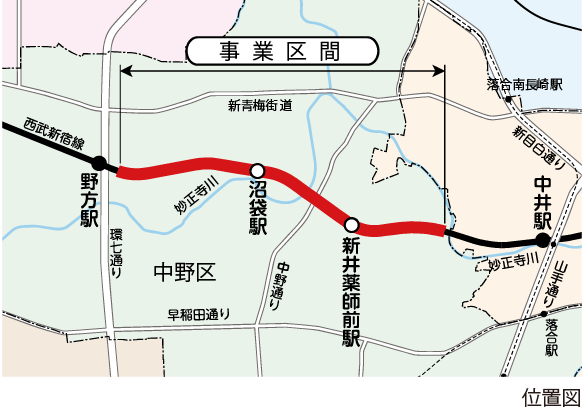 事業区間
落合南長崎駅
新青梅街道
西武新宿線
新目白通り
野方駅
妙正寺川
沼袋駅
中井駅
環七通り
新井薬師前駅
妙正寺川
中野区
中野通り
山手通り
早稲田通り
落合駅
位置図